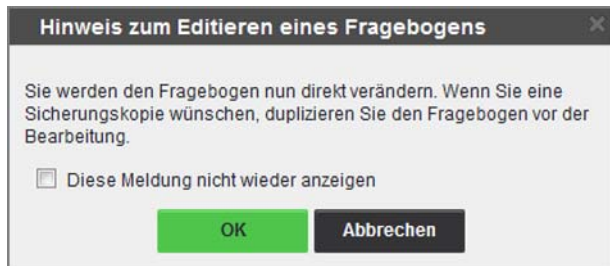 Hinweis zum Editieren eines Fragebogens
Sie werden den Fragebogen nun direkt verändern. Wenn Sie eine
Sicherungskopie wünschen, duplizieren Sie den Fragebogen vor der
Bearbeitung.
Diese Meldung nicht wieder anzeigen
OK Abbrechen